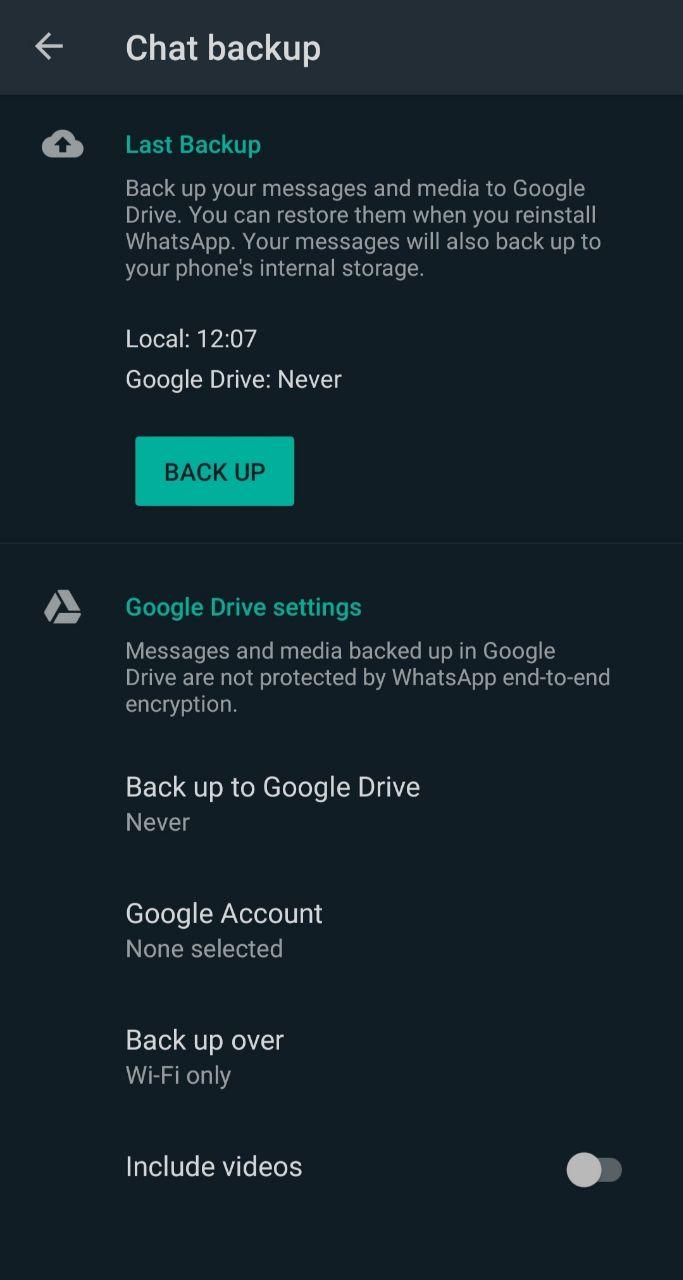 Chat backup
Last Backup
Back up your messages and media to Google
Drive. You can restore them when you reinstall
WhatsApp. Your messages will also back up to
your phone's internal storage.
Local: 12:07
Google Drive: Never
BACK UP
Google Drive settings
Messages and media backed up in Google
Drive are not protected by WhatsApp end-to-end
encryption.
Back up to Google Drive
Never
Google Account
None selected
Back up over
Wi-Fi only
Include videos